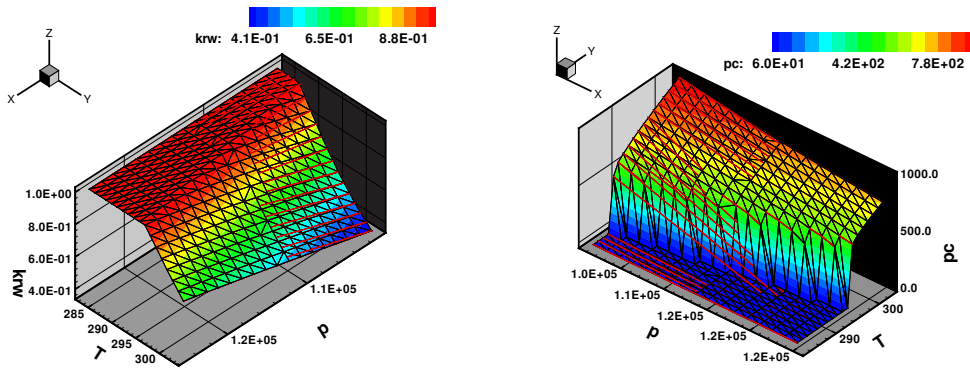 krw: 4.1E-01 6.5E-01 8.8E-01
Z
X
Y
1.0E+00
8.0E-01
6.0E-01
4.0E-01
krw
285
290
295
300
T
1.2E+05
1.1E+05
p
pc: 6.0E+01 4.2E+02 7.8E+02
Z
Y
X
1000.0
500.0
0.0
pc
1.0E+05
1.1E+05
1.2E+05
1.2E+05
p
290
300
T